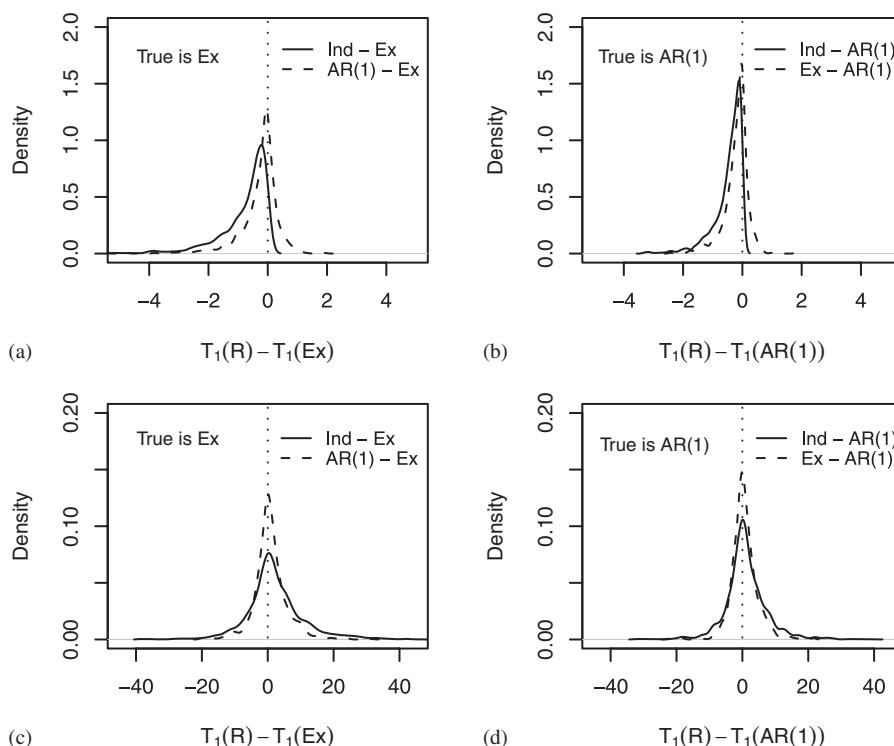 True is Ex
Ind – Ex
AR(1) – Ex
Density
0.0 0.5 1.0 1.5 2.0
−4 −2 0 2 4
(a) T1(R) – T1(Ex)
True is AR(1)
Ind – AR(1)
Ex – AR(1)
Density
0.0 0.5 1.0 1.5 2.0
−4 −2 0 2 4
(b) T1(R) – T1(AR(1))
True is Ex
Ind – Ex
AR(1) – Ex
Density
0.00 0.10 0.20
−40 −20 0 20 40
(c) T1(R) – T1(Ex)
True is AR(1)
Ind – AR(1)
Ex – AR(1)
Density
0.00 0.10 0.20
−40 −20 0 20 40
(d) T1(R) – T1(AR(1))